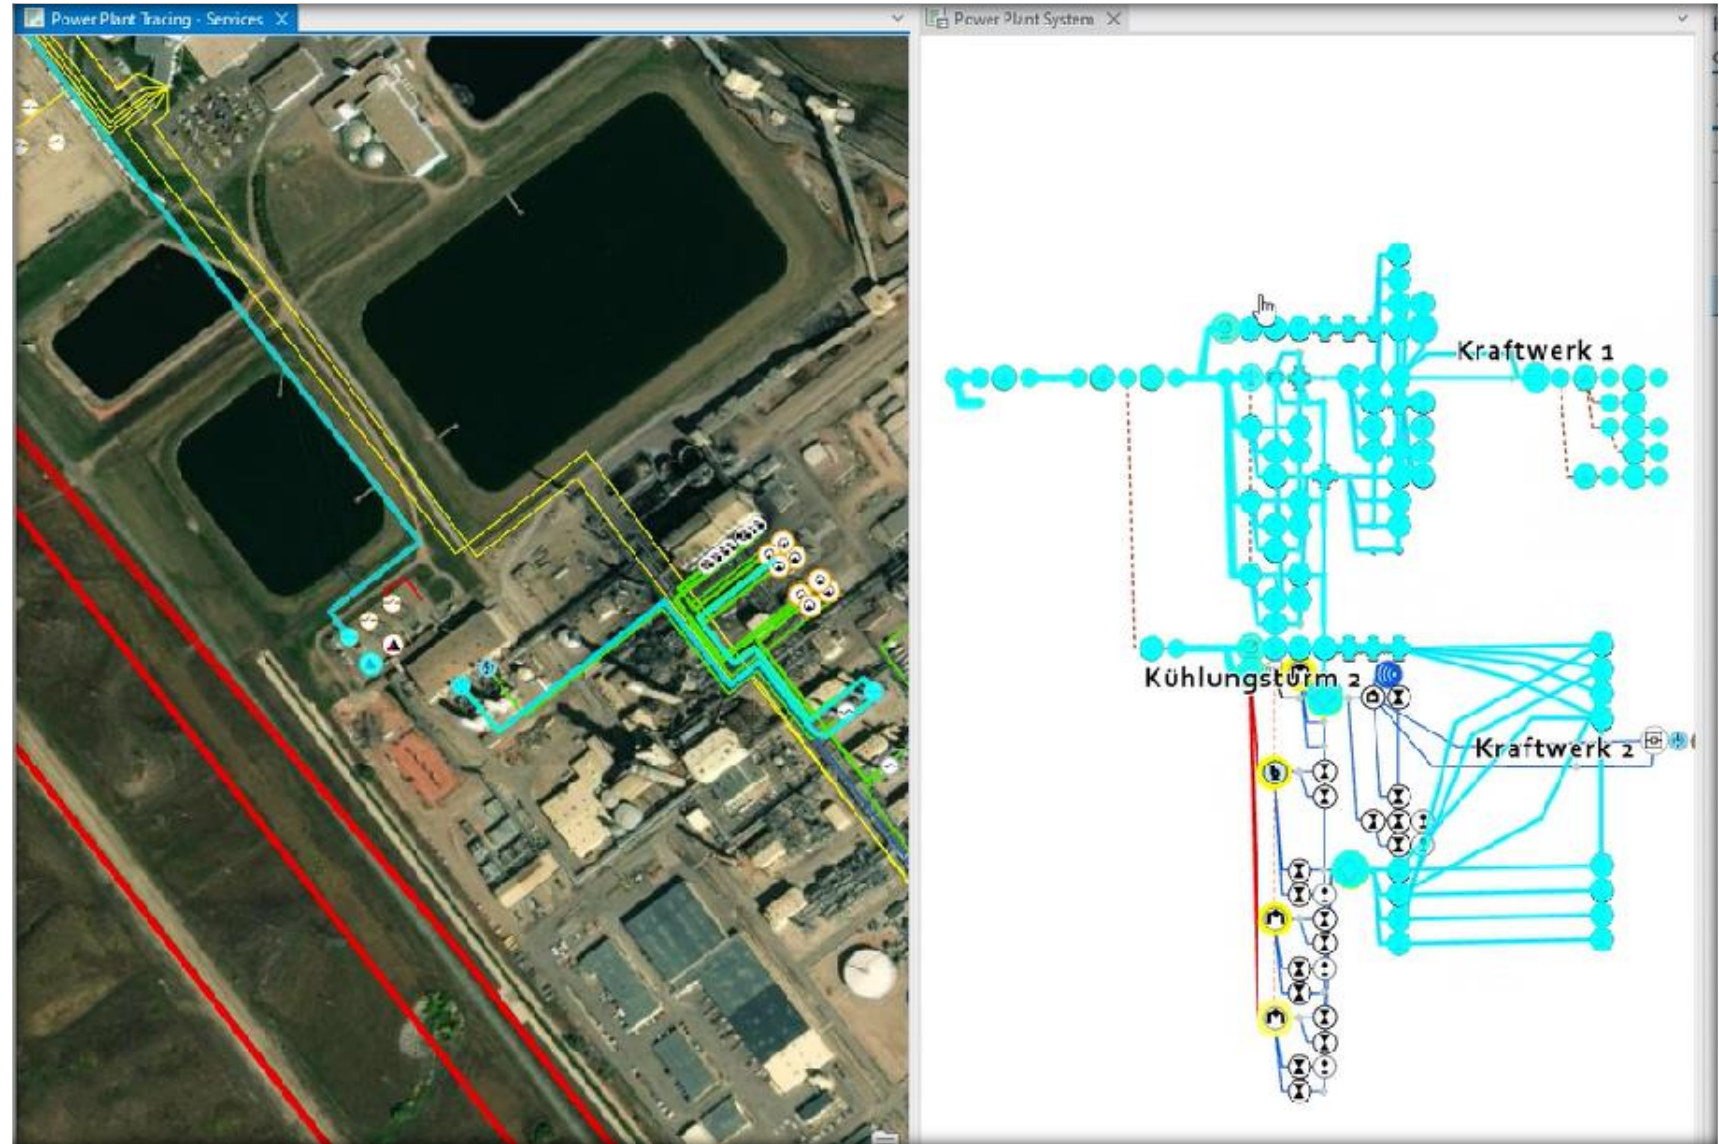 Power Plant Tracing - Services
Power Plant System
Kraftwerk 1
Kühlungsturm 2
Kraftwerk 2